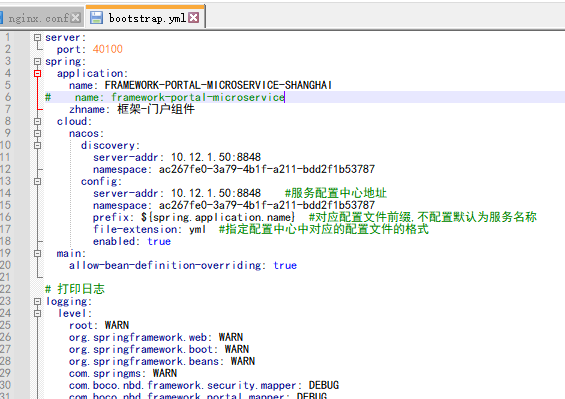 nginx.conf bootstrap.yml
1 server:
2 port: 40100
3 spring:
4 application:
5 name: FRAMEWORK-PORTAL-MICROSERVICE-SHANGHAI
6 # name: framework-portal-microservice
7 zhname: 框架-门户组件
8 cloud:
9 nacos:
10 discovery:
11 server-addr: 10.12.1.50:8848
12 namespace: ac267fe0-3a79-4b1f-a211-bdd2f1b53787
13 config:
14 server-addr: 10.12.1.50:8848 #服务配置中心地址
15 namespace: ac267fe0-3a79-4b1f-a211-bdd2f1b53787
16 prefix: ${spring.application.name} #对应配置文件前缀,不配置默认为服务名称
17 file-extension: yml #指定配置中心中对应的配置文件的格式
18 enabled: true
19 main:
20 allow-bean-definition-overriding: true
21
22 # 打印日志
23 logging:
24 level:
25 root: WARN
26 org.springframework.web: WARN
27 org.springframework.boot: WARN
28 org.springframework.beans: WARN
29 com.springms: WARN
30 com.boco.nbd.framework.security.mapper: DEBUG
31 com.boco.nbd.framework.portal.mapper: DEBUG